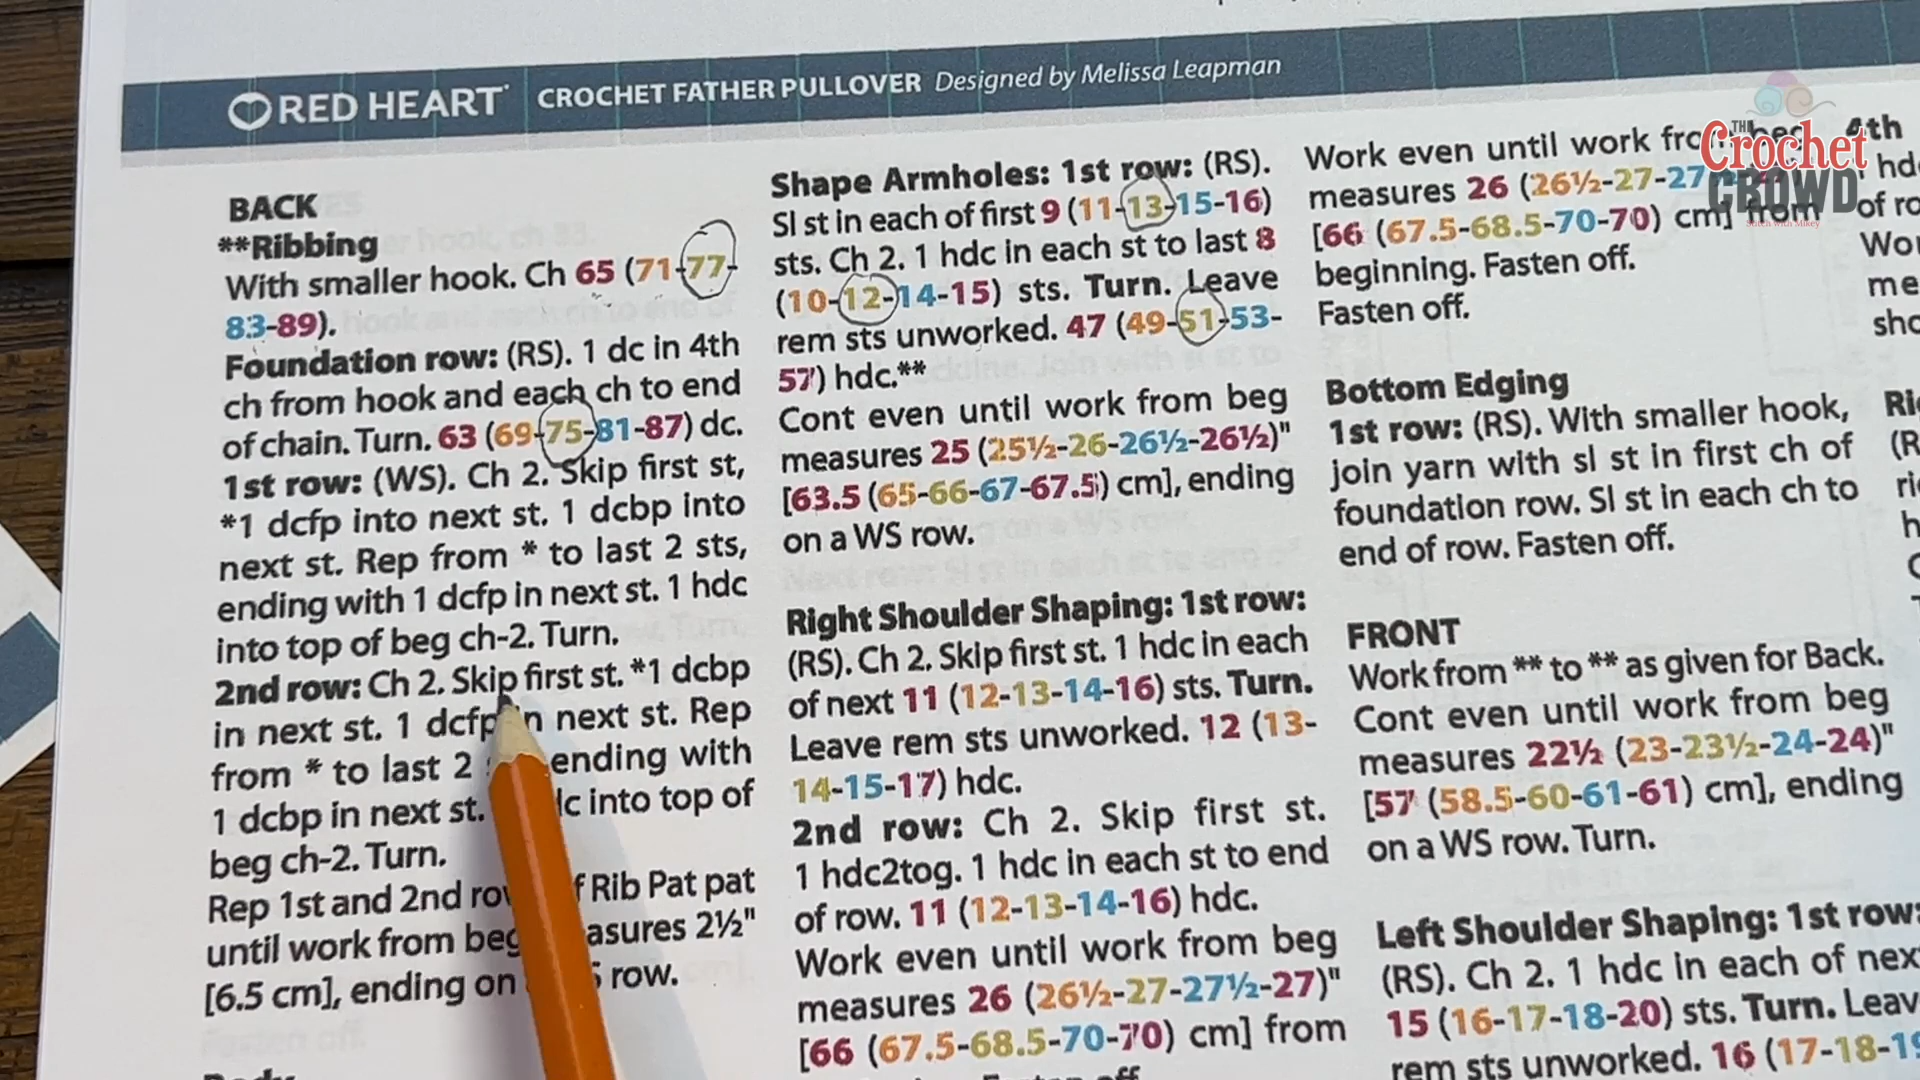 RED HEART CROCHET FATHER PULLOVER Designed by Melissa Leapman
THE Crochet CROWD
Stitch with Mikey
BACK
**Ribbing
With smaller hook. Ch 65 (71-77-
83-89).
Foundation row: (RS). 1 dc in 4th
ch from hook and each ch to end
of chain. Turn. 63 (69-75-81-87) dc.
1st row: (WS). Ch 2. Skip first st,
*1 dcfp into next st. 1 dcbp into
next st. Rep from * to last 2 sts,
ending with 1 dcfp in next st. 1 hdc
into top of beg ch-2. Turn.
2nd row: Ch 2. Skip first st. *1 dcbp
in next st. 1 dcfp in next st. Rep
from * to last 2 ending with
1 dcbp in next st. into top of
beg ch-2. Turn.
Rep 1st and 2nd Rib Pat pat
until work from beg 2½"
[6.5 cm], ending on row.
Shape Armholes: 1st row: (RS).
Sl st in each of first 9 (11-13-15-16)
sts. Ch 2. 1 hdc in each st to last 8
(10-12-14-15) sts. Turn. Leave
rem sts unworked. 47 (49-51-53-
57) hdc.**
Cont even until work from beg
measures 25 (25½-26-26½-26½)"
[63.5 (65-66-67-67.5) cm], ending
on a WS row.
Right Shoulder Shaping: 1st row:
(RS). Ch 2. Skip first st. 1 hdc in each
of next 11 (12-13-14-16) sts. Turn.
Leave rem sts unworked. 12 (13-
14-15-17) hdc.
2nd row: Ch 2. Skip first st.
1 hdc2tog. 1 hdc in each st to end
of row. 11 (12-13-14-16) hdc.
Work even until work from beg
measures 26 (26½-27-27½-27)"
[66 (67.5-68.5-70-70) cm] from
Work even until work from beg
measures 26 (26½-27-27
[66 (67.5-68.5-70-70) cm] from
beginning. Fasten off.
Fasten off.
Bottom Edging
1st row: (RS). With smaller hook,
join yarn with sl st in first ch of
foundation row. Sl st in each ch to
end of row. Fasten off.
FRONT
Work from ** to ** as given for Back.
Cont even until work from beg
measures 22½ (23-23½-24-24)"
[57 (58.5-60-61-61) cm], ending
on a WS row. Turn.
Left Shoulder Shaping: 1st row:
(RS). Ch 2. 1 hdc in each of next
15 (16-17-18-20) sts. Turn.
rem sts unworked. 16 (17-18-
4th
hdc
of